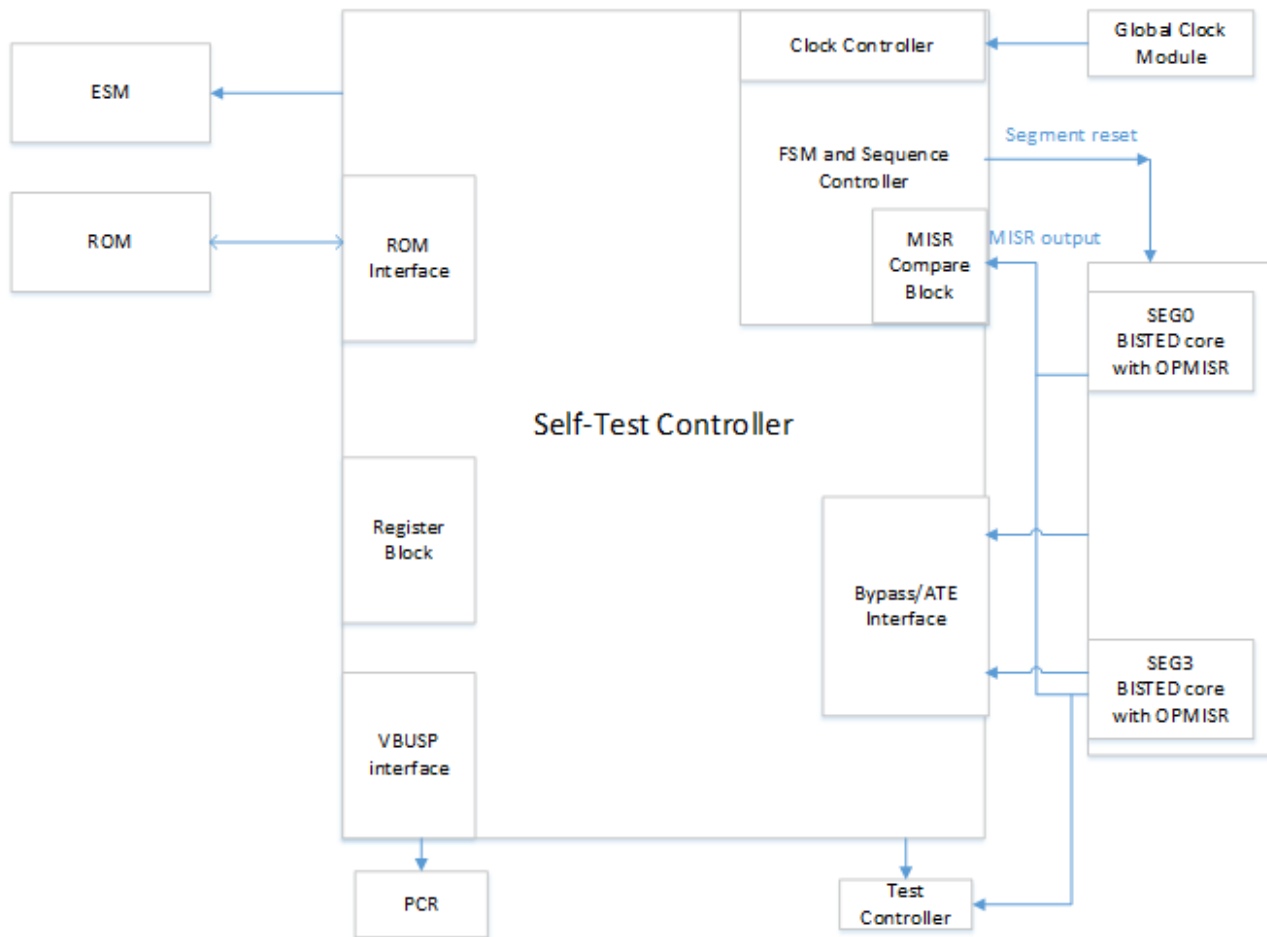 Clock Controller
Global Clock
Module
ESM
Segment reset
FSM and Sequence
Controller
ROM
ROM
Interface
MISR
Compare
Block
MISR output
SEG0
BISTED core
with OPMISR
Self-Test Controller
Register
Block
Bypass/ATE
Interface
SEG3
BISTED core
with OPMISR
VBUSP
interface
PCR
Test
Controller